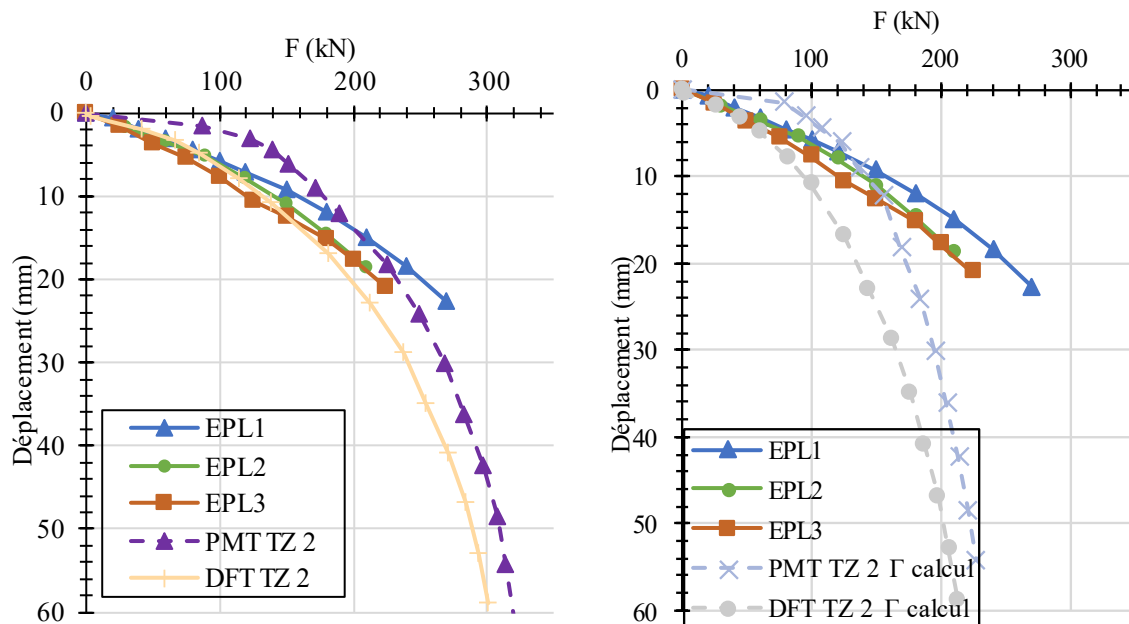 F (kN)
0 100 200 300
0
10
20
30
40
50
60
Déplacement (mm)
EPL1
EPL2
EPL3
PMT TZ 2
DFT TZ 2
F (kN)
0 100 200 300
0
10
20
30
40
50
60
Déplacement (mm)
EPL1
EPL2
EPL3
PMT TZ 2 Γ calcul
DFT TZ 2 Γ calcul